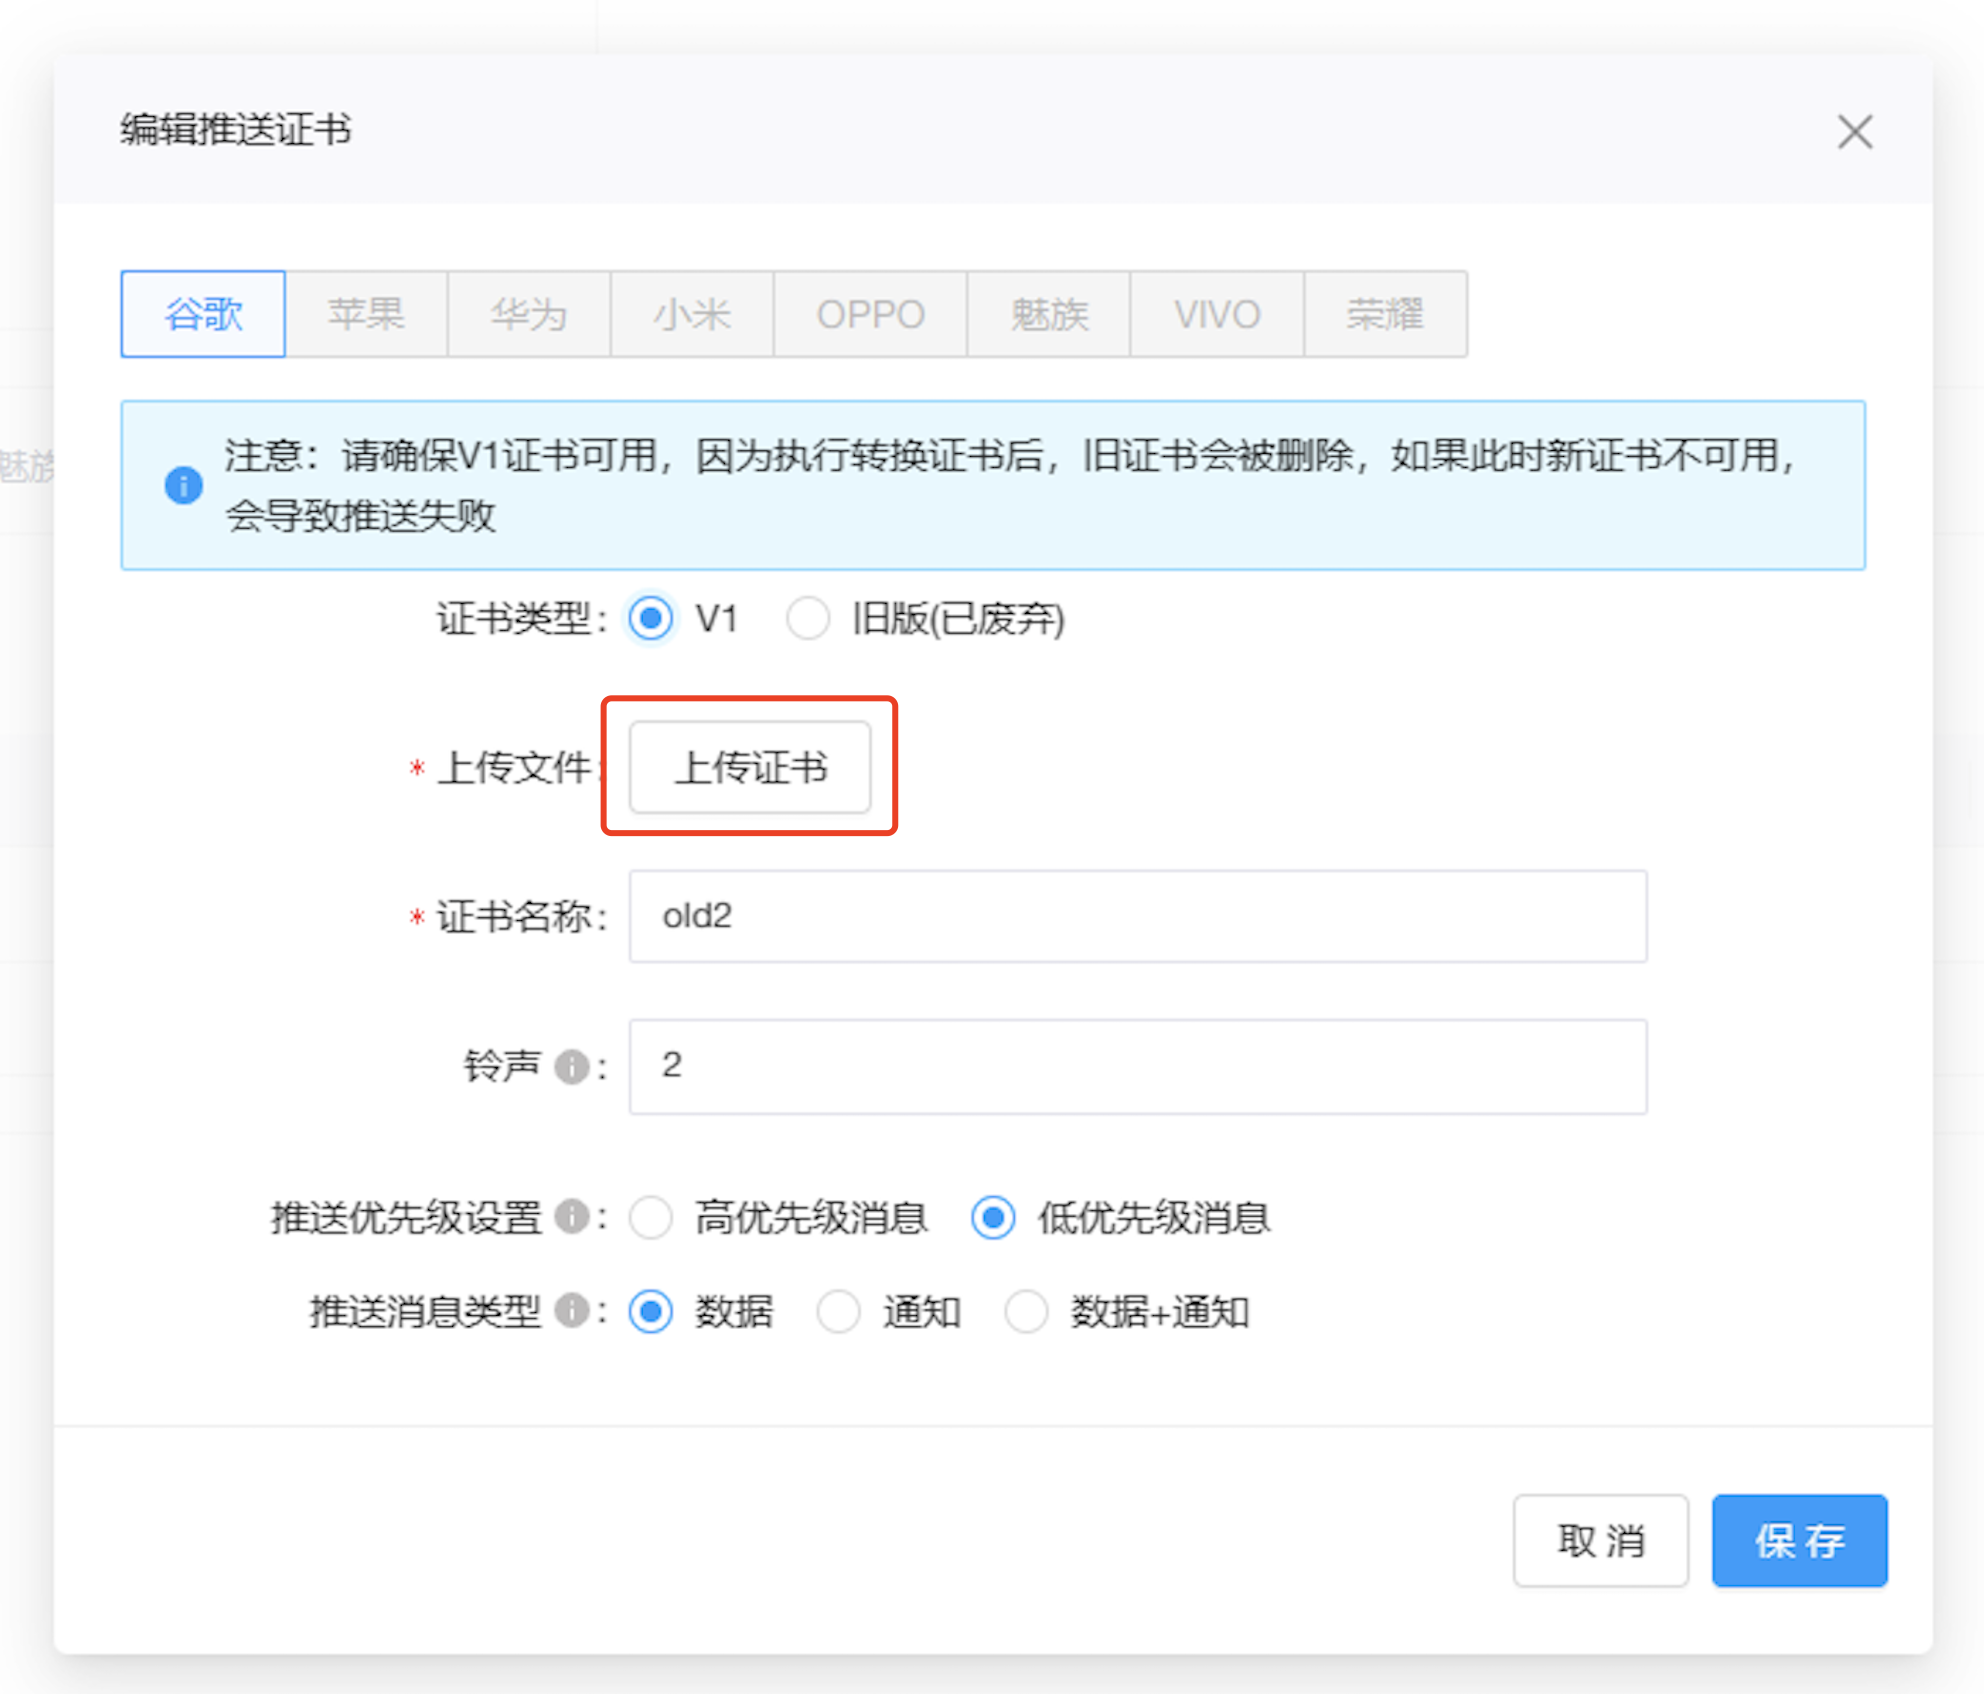 编辑推送证书
谷歌 苹果 华为 小米 OPPO 魅族 VIVO 荣耀
魅族
注意：请确保V1证书可用，因为执行转换证书后，旧证书会被删除，如果此时新证书不可用，
会导致推送失败
证书类型： V1 旧版(已废弃)
* 上传文件： 上传证书
* 证书名称： old2
铃声 ： 2
推送优先级设置 ： 高优先级消息 低优先级消息
推送消息类型 ： 数据 通知 数据+通知
取 消 保 存